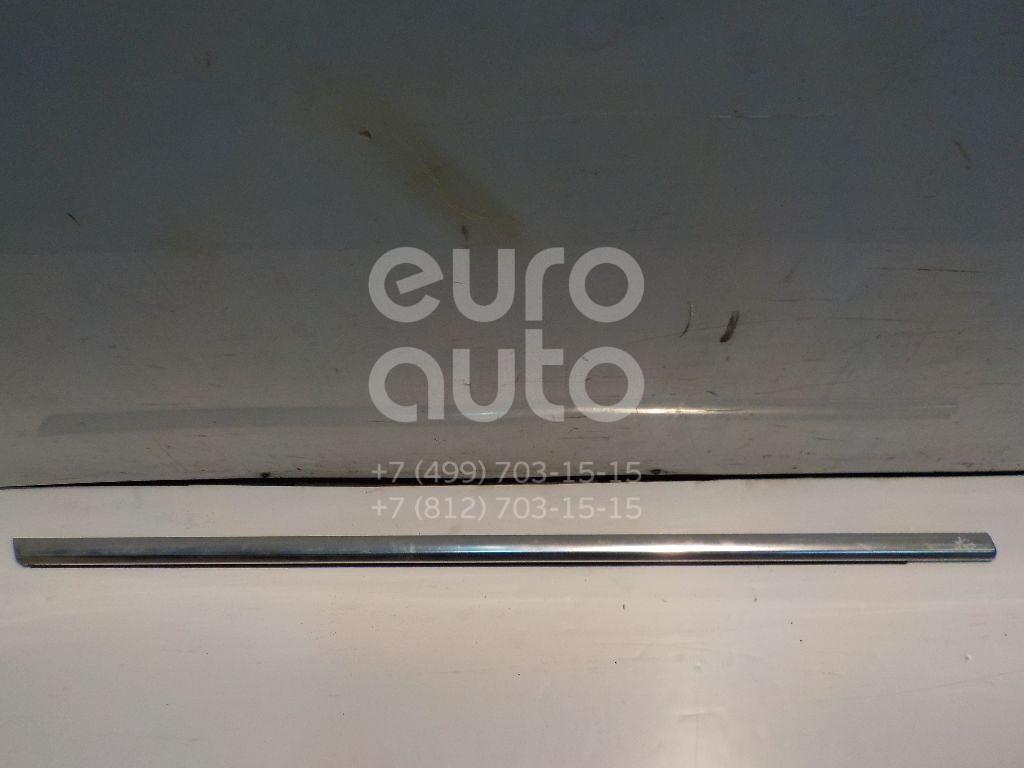 euro
auto
+7 (499) 703-15-15
+7 (812) 703-15-15